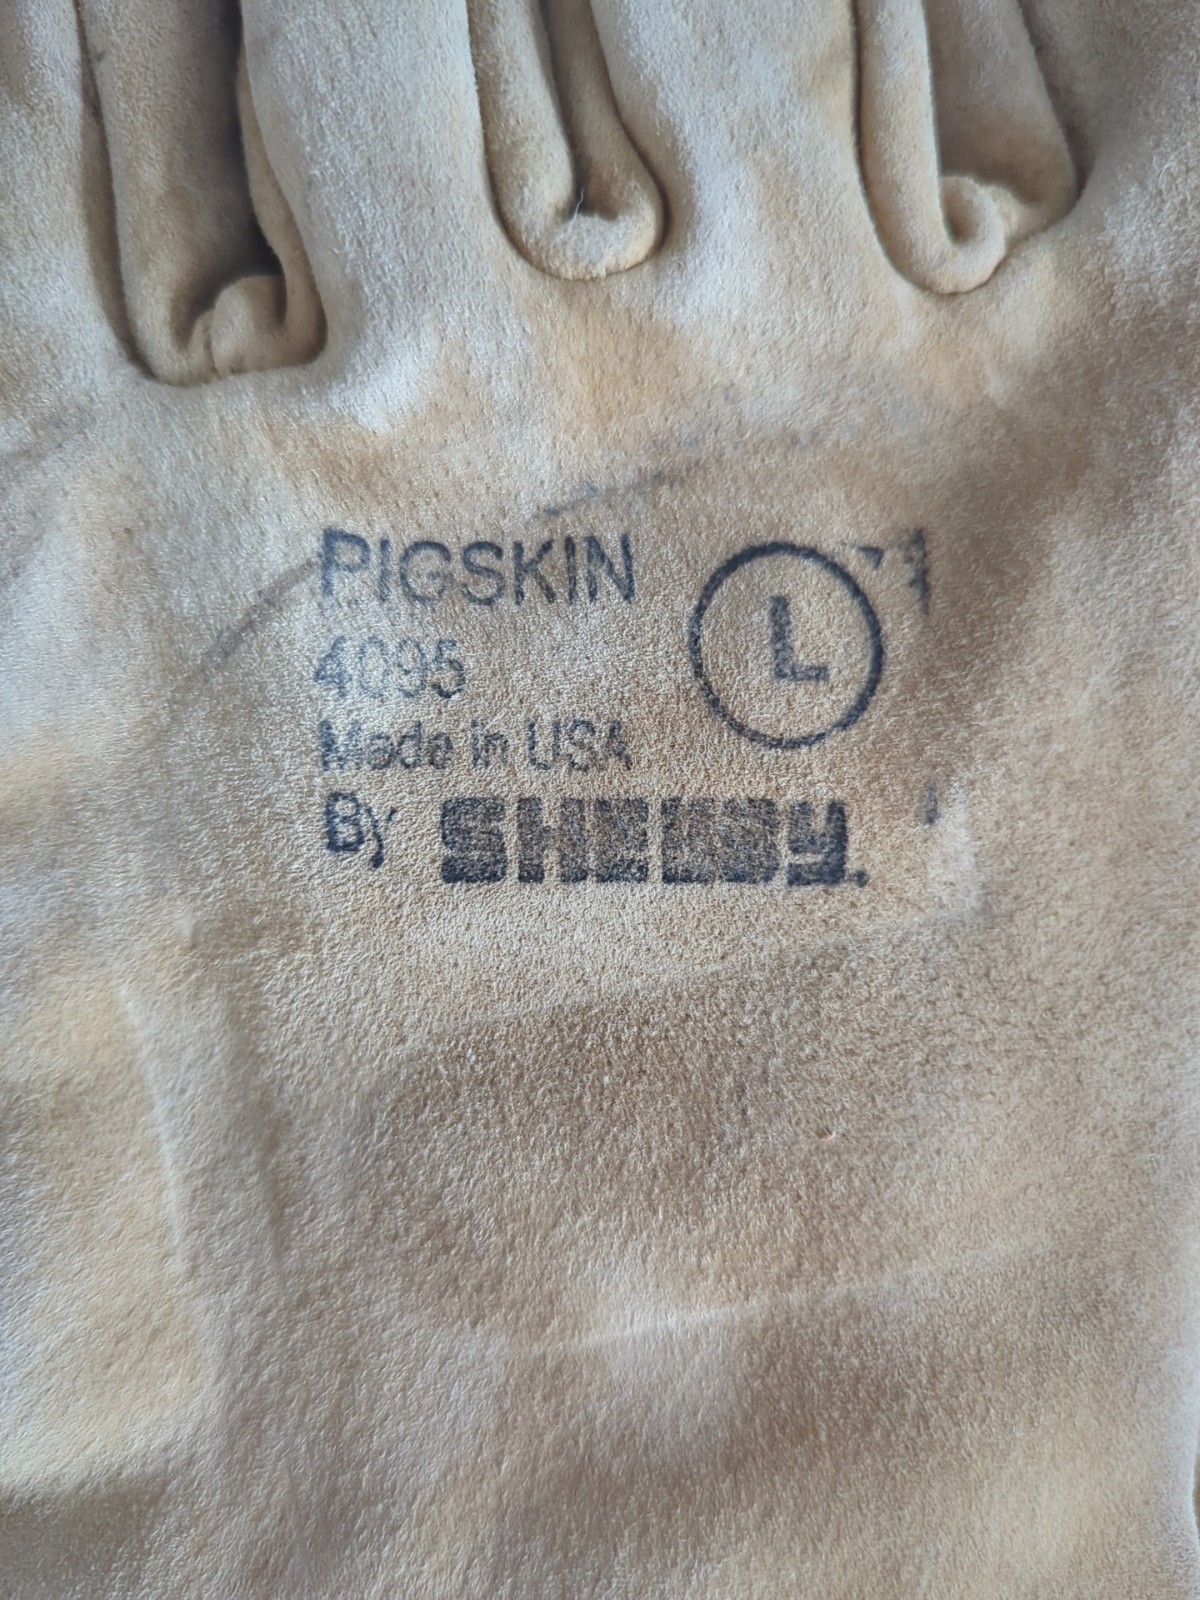 PIGSKIN
L
4095
Made in USA
By SHELBY.